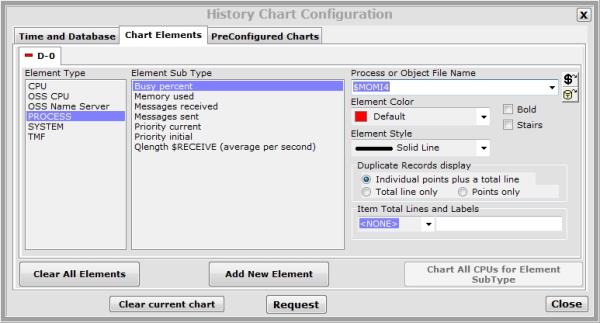 History Chart Configuration
X
Time and Database
Chart Elements
PreConfigured Charts
D-0
Element Type
CPU
OSS CPU
OSS Name Server
PROCESS
SYSTEM
TMF
Element Sub Type
Busy percent
Memory used
Messages received
Messages sent
Priority current
Priority initial
Qlength $RECEIVE (average per second)
Process or Object File Name
$MOMI4
$
Element Color
Default
Bold
Stairs
Element Style
Solid Line
Duplicate Records display
Individual points plus a total line
Total line only
Points only
Item Total Lines and Labels
<NONE>
Clear All Elements
Add New Element
Chart All CPUs for Element
SubType
Clear current chart
Request
Close